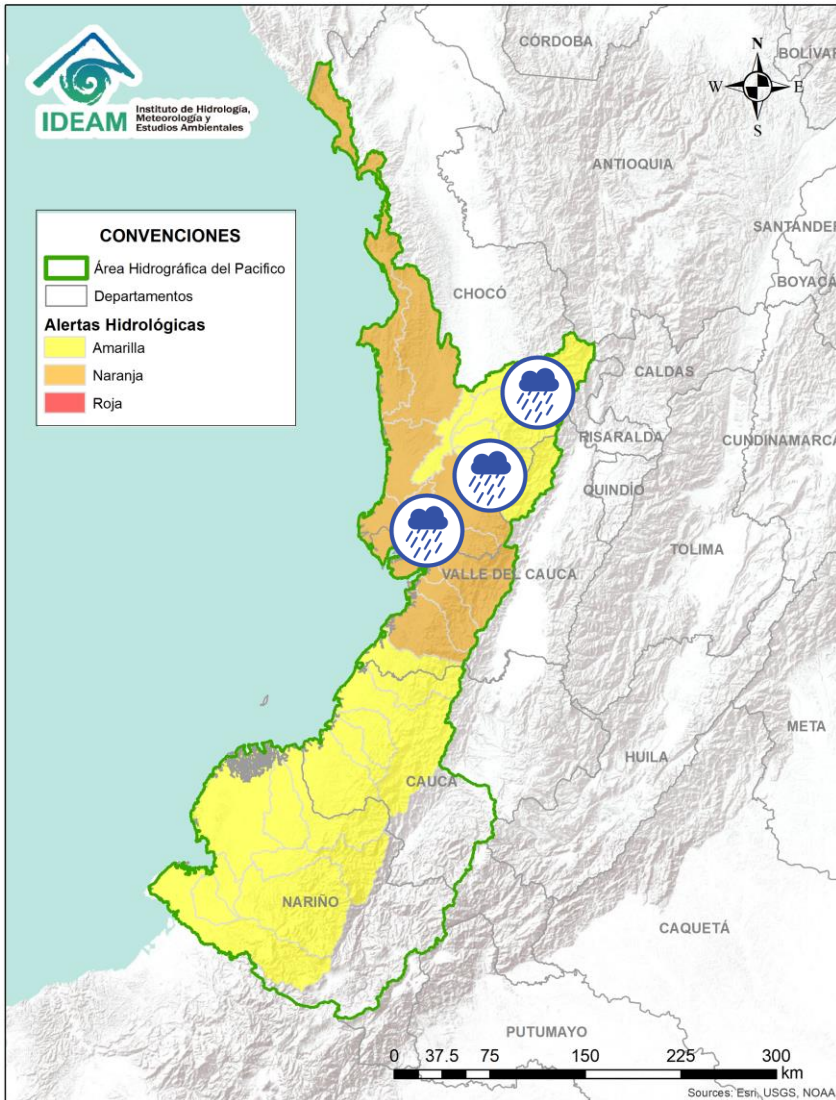 IDEAM
Instituto de Hidrología,
Meteorología y
Estudios Ambientales
N
W
E
S
CÓRDOBA
BOLÍVAR
ANTIOQUIA
SANTANDER
BOYACÁ
CONVENCIONES
Área Hidrográfica del Pacifico
Departamentos
Alertas Hidrológicas
Amarilla
Naranja
Roja
CHOCÓ
CALDAS
RISARALDA
CUNDINAMARCA
QUINDÍO
TOLIMA
VALLE DEL CAUCA
META
HUILA
CAUCA
NARIÑO
CAQUETÁ
PUTUMAYO
0 37.5 75 150 225 300
km
Sources: Esri, USGS, NOAA